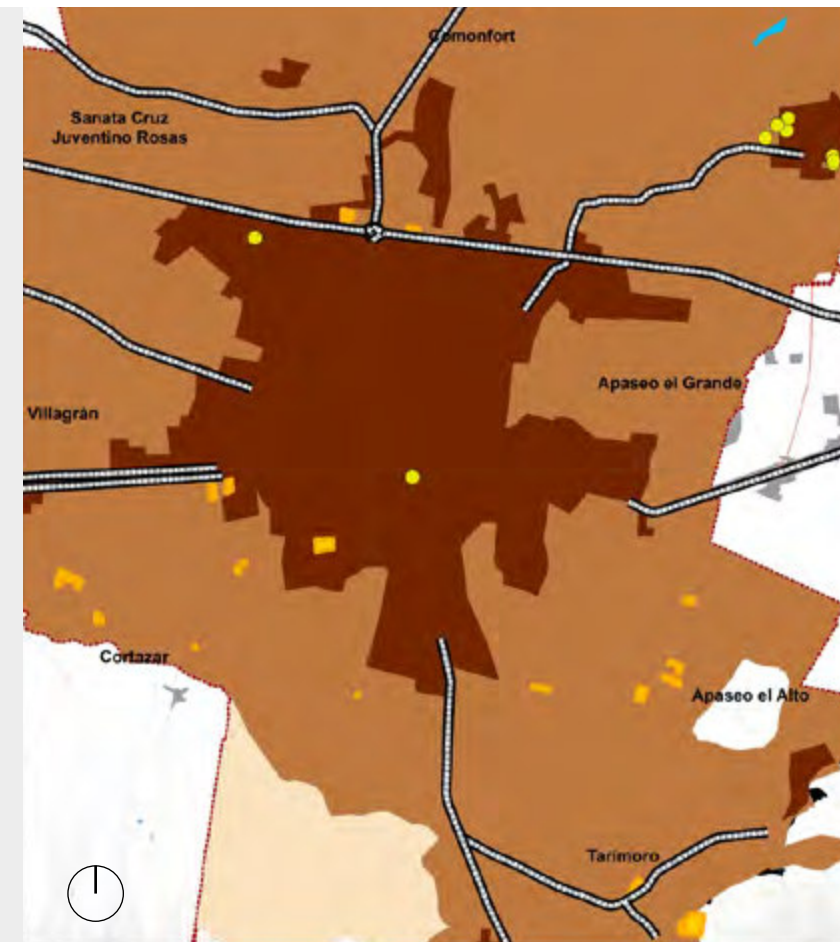 Comonfort
Sanata Cruz
Juventino Rosas
Apaseo el Grande
Villagrán
Cortazar
Apaseo el Alto
Tarimoro